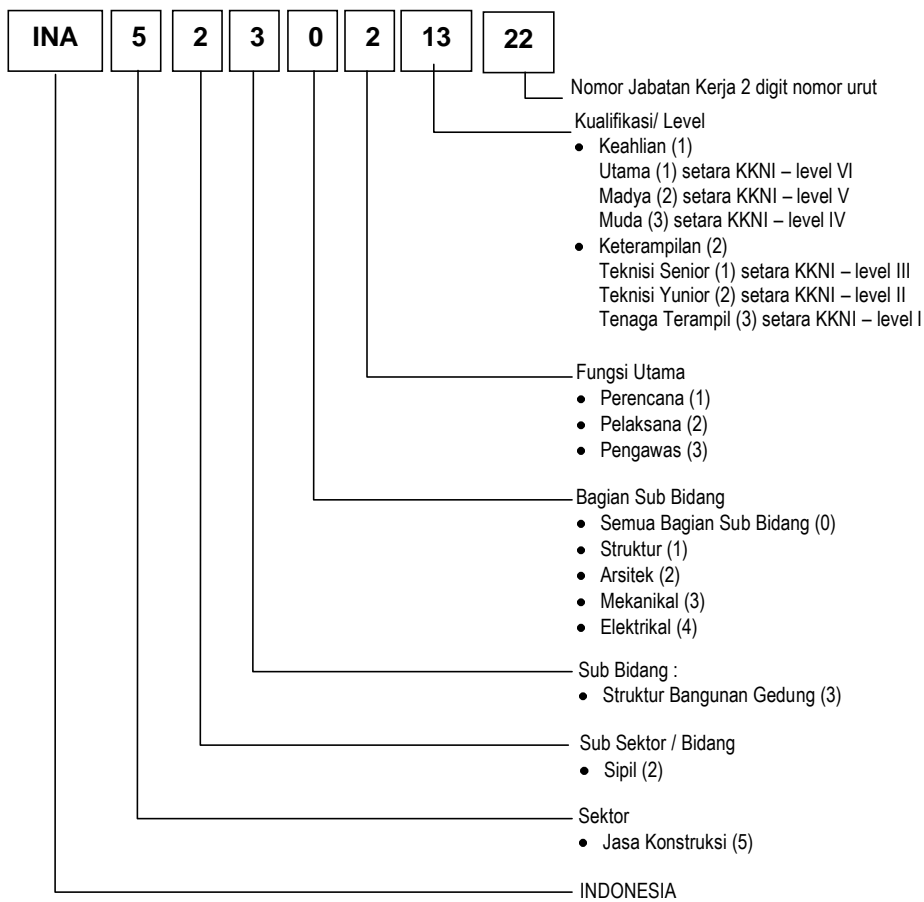 INA 5 2 3 0 2 13 22
Nomor Jabatan Kerja 2 digit nomor urut
Kualifikasi/ Level
• Keahlian (1)
Utama (1) setara KKNI – level VI
Madya (2) setara KKNI – level V
Muda (3) setara KKNI – level IV
• Keterampilan (2)
Teknisi Senior (1) setara KKNI – level III
Teknisi Yunior (2) setara KKNI – level II
Tenaga Terampil (3) setara KKNI – level I
Fungsi Utama
• Perencana (1)
• Pelaksana (2)
• Pengawas (3)
Bagian Sub Bidang
• Semua Bagian Sub Bidang (0)
• Struktur (1)
• Arsitek (2)
• Mekanikal (3)
• Elektrikal (4)
Sub Bidang :
• Struktur Bangunan Gedung (3)
Sub Sektor / Bidang
• Sipil (2)
Sektor
• Jasa Konstruksi (5)
INDONESIA